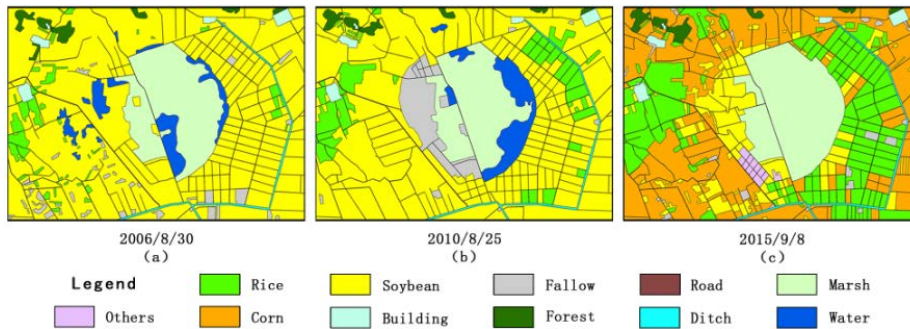 2006/8/30 2010/8/25 2015/9/8
(a) (b) (c)
Legend Rice Soybean Fallow Road Marsh
Others Corn Building Forest Ditch Water